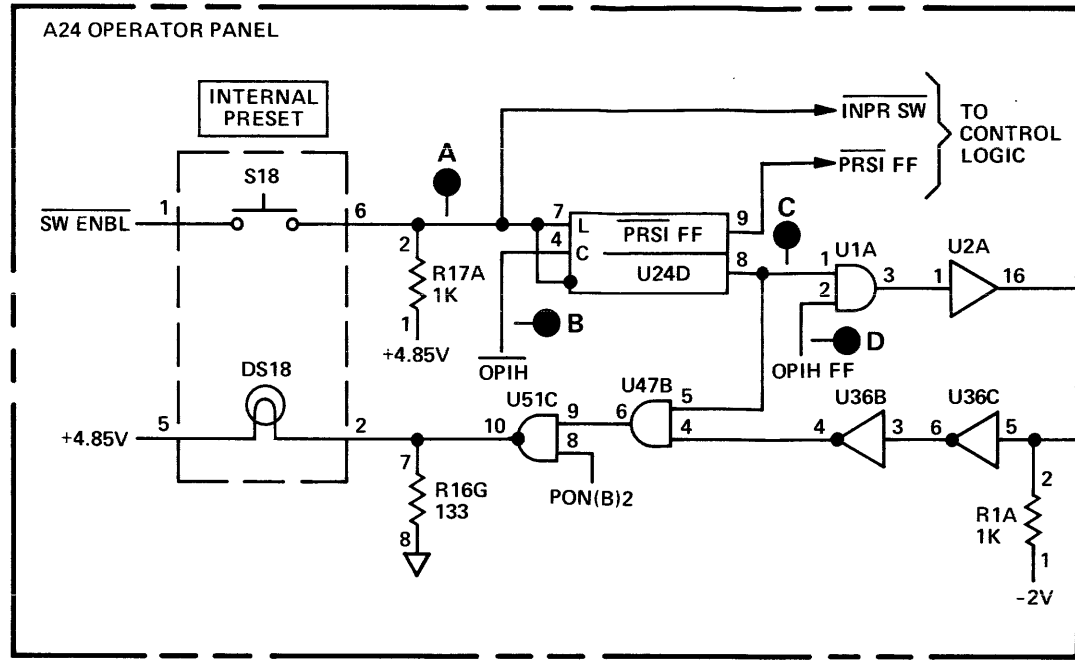 A24 OPERATOR PANEL
INTERNAL
PRESET
INPR SW
TO
CONTROL
LOGIC
PRSI FF
A
S18
SW ENBL
1
6
2
R17A
1K
1
+4.85V
7
L
4
C
PRSI FF
U24D
9
8
C
B
OPIH
U1A
1
2
3
D
OPIH FF
U2A
1
16
DS18
+4.85V
5
2
7
R16G
133
8
U51C
10
9
8
PON(B)2
U47B
6
5
4
U36B
4
3
U36C
6
5
2
R1A
1K
1
-2V